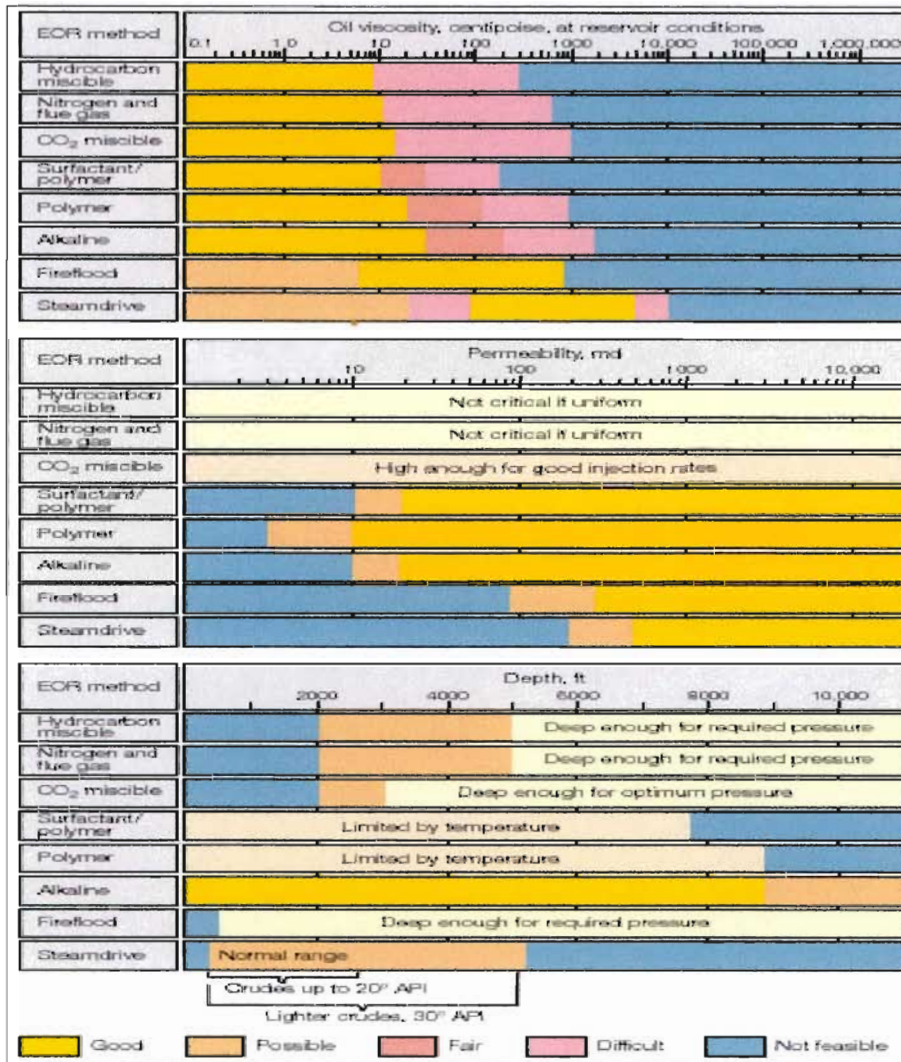 EOR method
Oil viscosity, centipoise, at reservoir conditions
0.1 1.0 10 100 1000 10,000 100,000 1,000,000
Hydrocarbon
miscible
Nitrogen and
flue gas
CO₂ miscible
Surfactant/
polymer
Polymer
Alkaline
Fireflood
Steamdrive
EOR method
Permeability, md
10 100 1000 10,000
Hydrocarbon
miscible
Not critical if uniform
Nitrogen and
flue gas
Not critical if uniform
CO₂ miscible
High enough for good injection rates
Surfactant/
polymer
Polymer
Alkaline
Fireflood
Steamdrive
EOR method
Depth, ft
2000 4000 6000 8000 10,000
Hydrocarbon
miscible
Deep enough for required pressure
Nitrogen and
flue gas
Deep enough for required pressure
CO₂ miscible
Deep enough for optimum pressure
Surfactant/
polymer
Limited by temperature
Polymer
Limited by temperature
Alkaline
Fireflood
Deep enough for required pressure
Steamdrive
Normal range
Crudes up to 20° API
Lighter crudes, 30° API
Good Possible Fair Difficult Not feasible